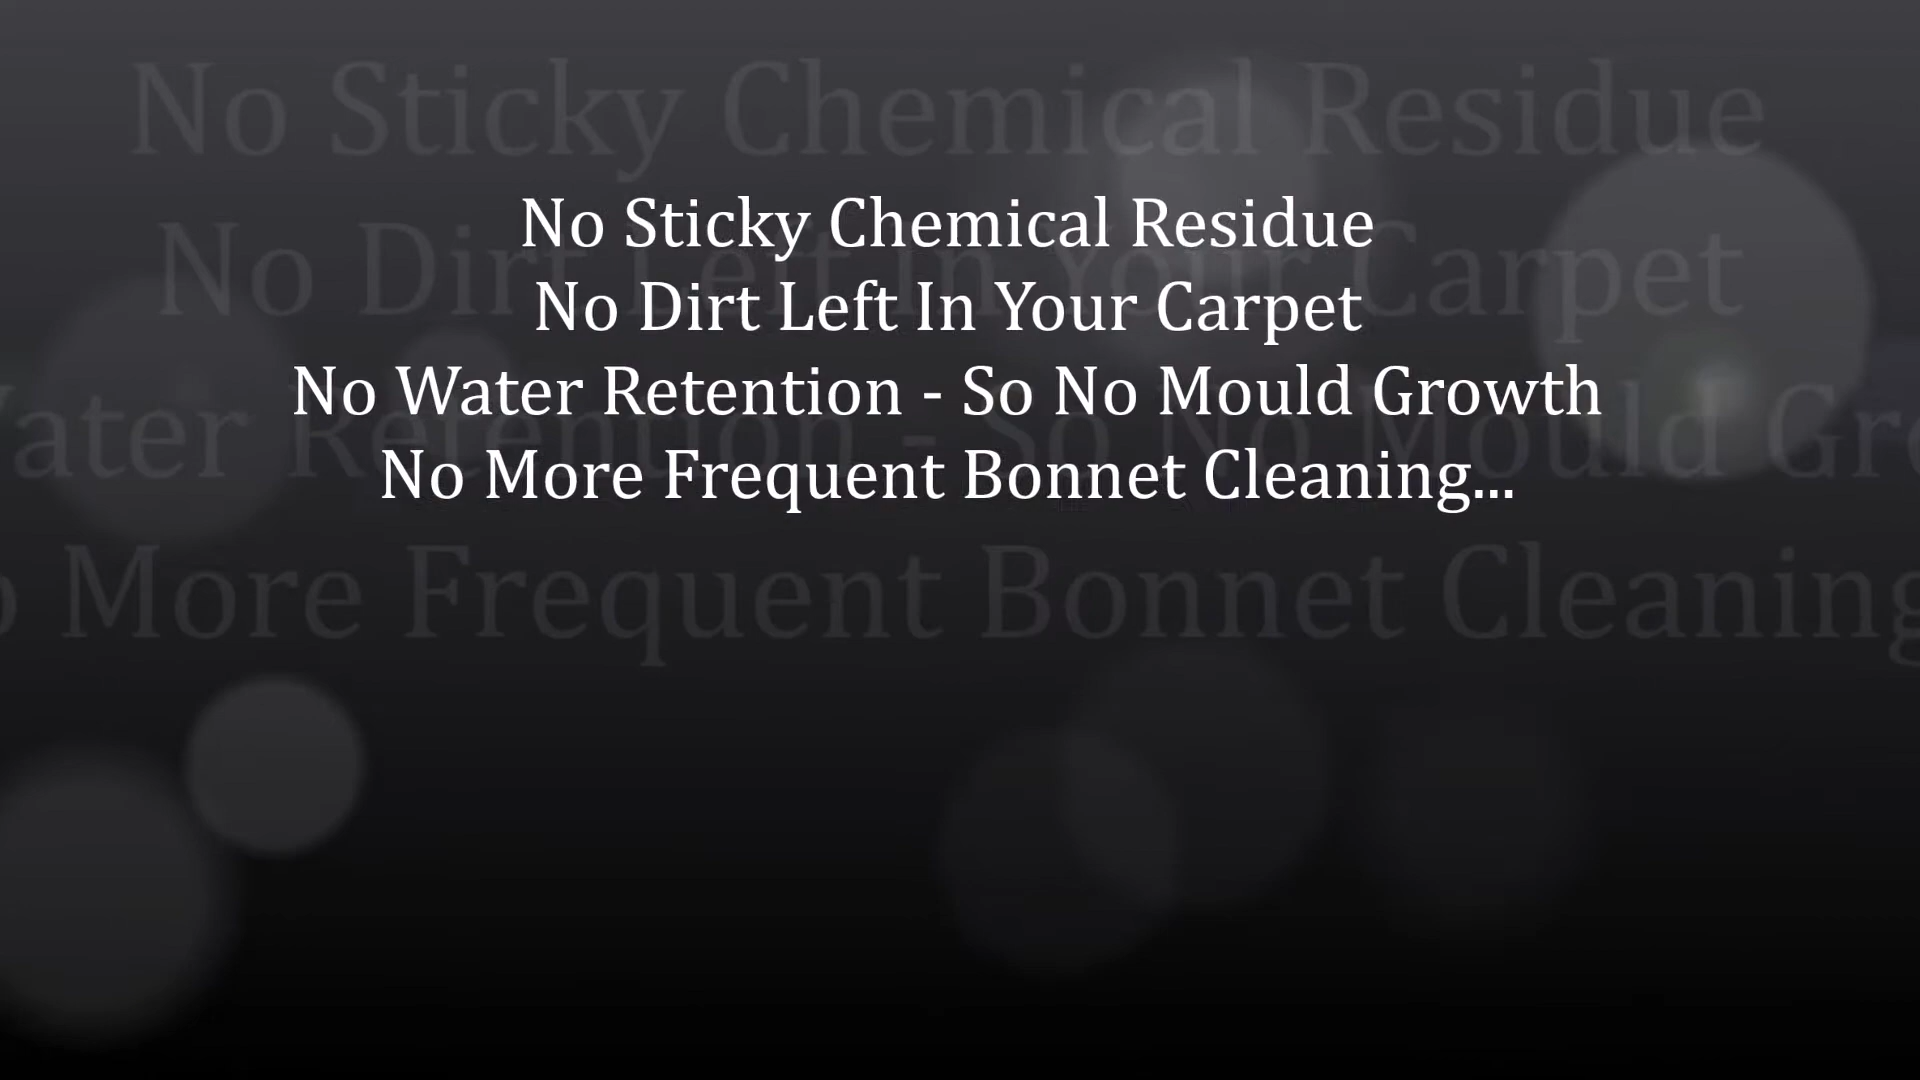 No Sticky Chemical Residue
No Dirt Left In Your Carpet
No Water Retention - So No Mould Growth
No More Frequent Bonnet Cleaning...